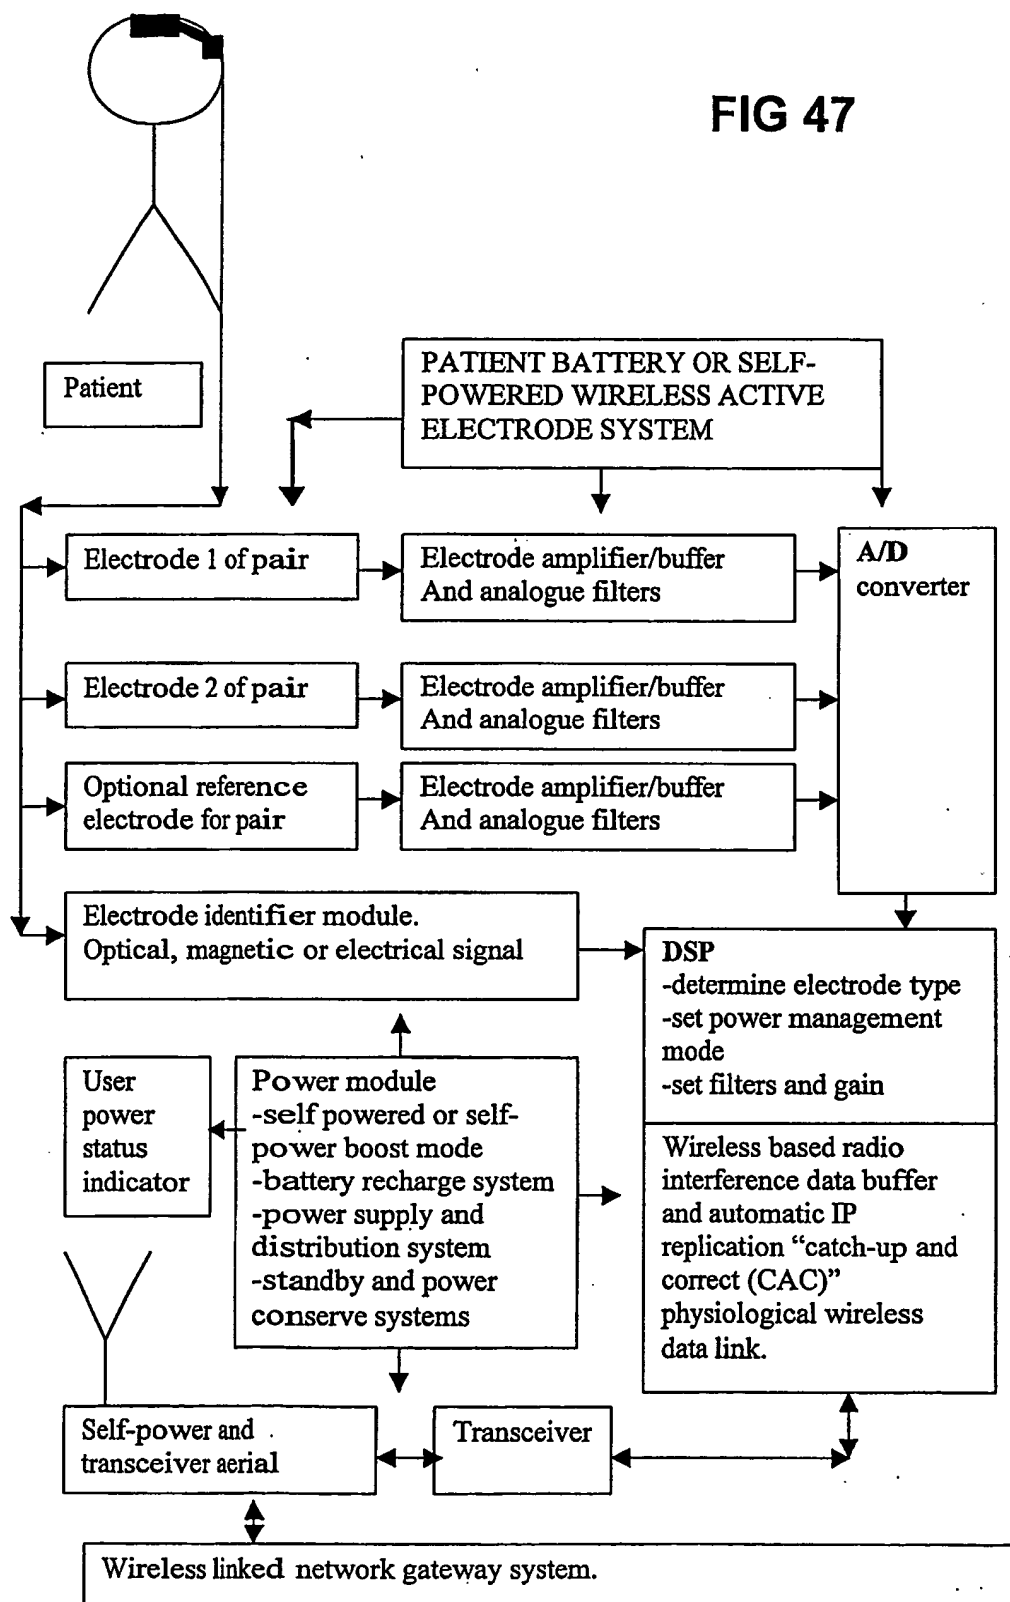 FIG 47
Patient
PATIENT BATTERY OR SELF-
POWERED WIRELESS ACTIVE
ELECTRODE SYSTEM
Electrode 1 of pair
Electrode amplifier/buffer
And analogue filters
A/D
converter
Electrode 2 of pair
Electrode amplifier/buffer
And analogue filters
Optional reference
electrode for pair
Electrode amplifier/buffer
And analogue filters
Electrode identifier module.
Optical, magnetic or electrical signal
DSP
-determine electrode type
-set power management
mode
-set filters and gain
User
power
status
indicator
Power module
-self powered or self-
power boost mode
-battery recharge system
-power supply and
distribution system
-standby and power
conserve systems
Wireless based radio
interference data buffer
and automatic IP
replication “catch-up and
correct (CAC)”
physiological wireless
data link.
Self-power and
transceiver aerial
Transceiver
Wireless linked network gateway system.